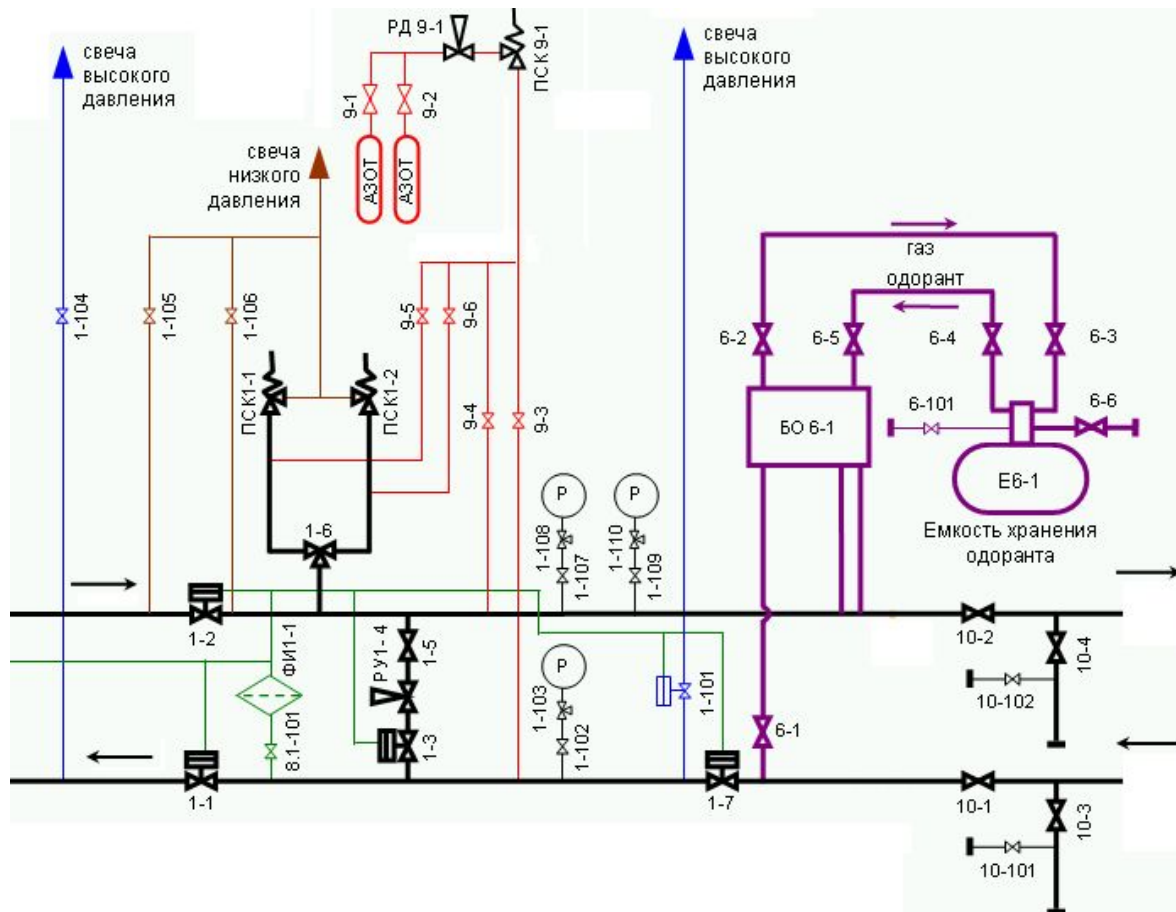 РД 9-1
ПСК 9-1
свеча
высокого
давления
свеча
высокого
давления
9-1
9-2
АЗОТ
АЗОТ
свеча
низкого
давления
газ
одорант
1-104
1-105
1-106
9-5
9-6
6-2
6-5
6-4
6-3
ПСК1-1
ПСК1-2
9-4
9-3
6-101
6-6
БО 6-1
Е6-1
P
P
Емкость хранения
одоранта
1-6
1-108
1-107
1-110
1-109
1-2
ФИ1-1
РУ1-4
1-5
10-2
10-4
P
1-103
1-102
1-101
10-102
8.1-101
1-3
6-1
1-1
1-7
10-1
10-3
10-101